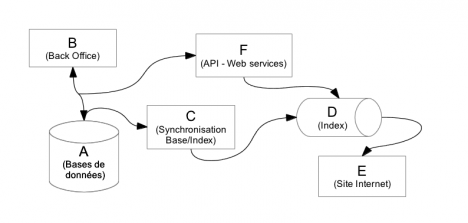 B
(Back Office)
F
(API - Web services)
A
(Bases de
données)
C
(Synchronisation
Base/Index)
D
(Index)
E
(Site Internet)